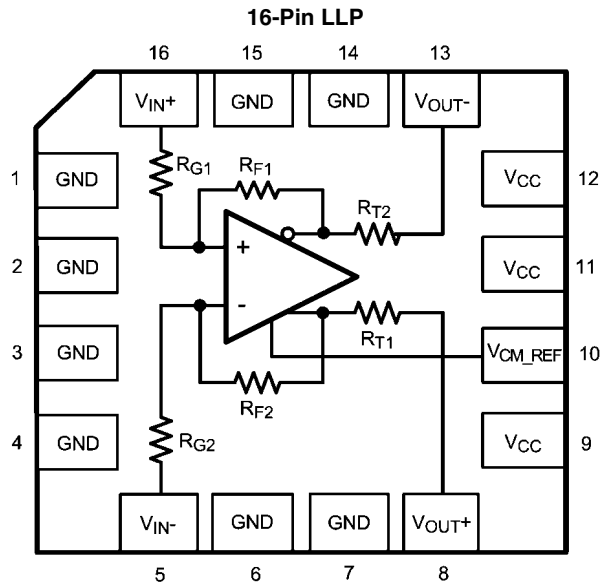 16-Pin LLP
16 15 14 13
VIN+ GND GND VOUT-
1 GND RG1 RF1 RT2 VCC 12
+
2 GND VCC 11
-
3 GND RT1 VCM_REF 10
RF2
4 GND RG2 VCC 9
VIN- GND GND VOUT+
5 6 7 8